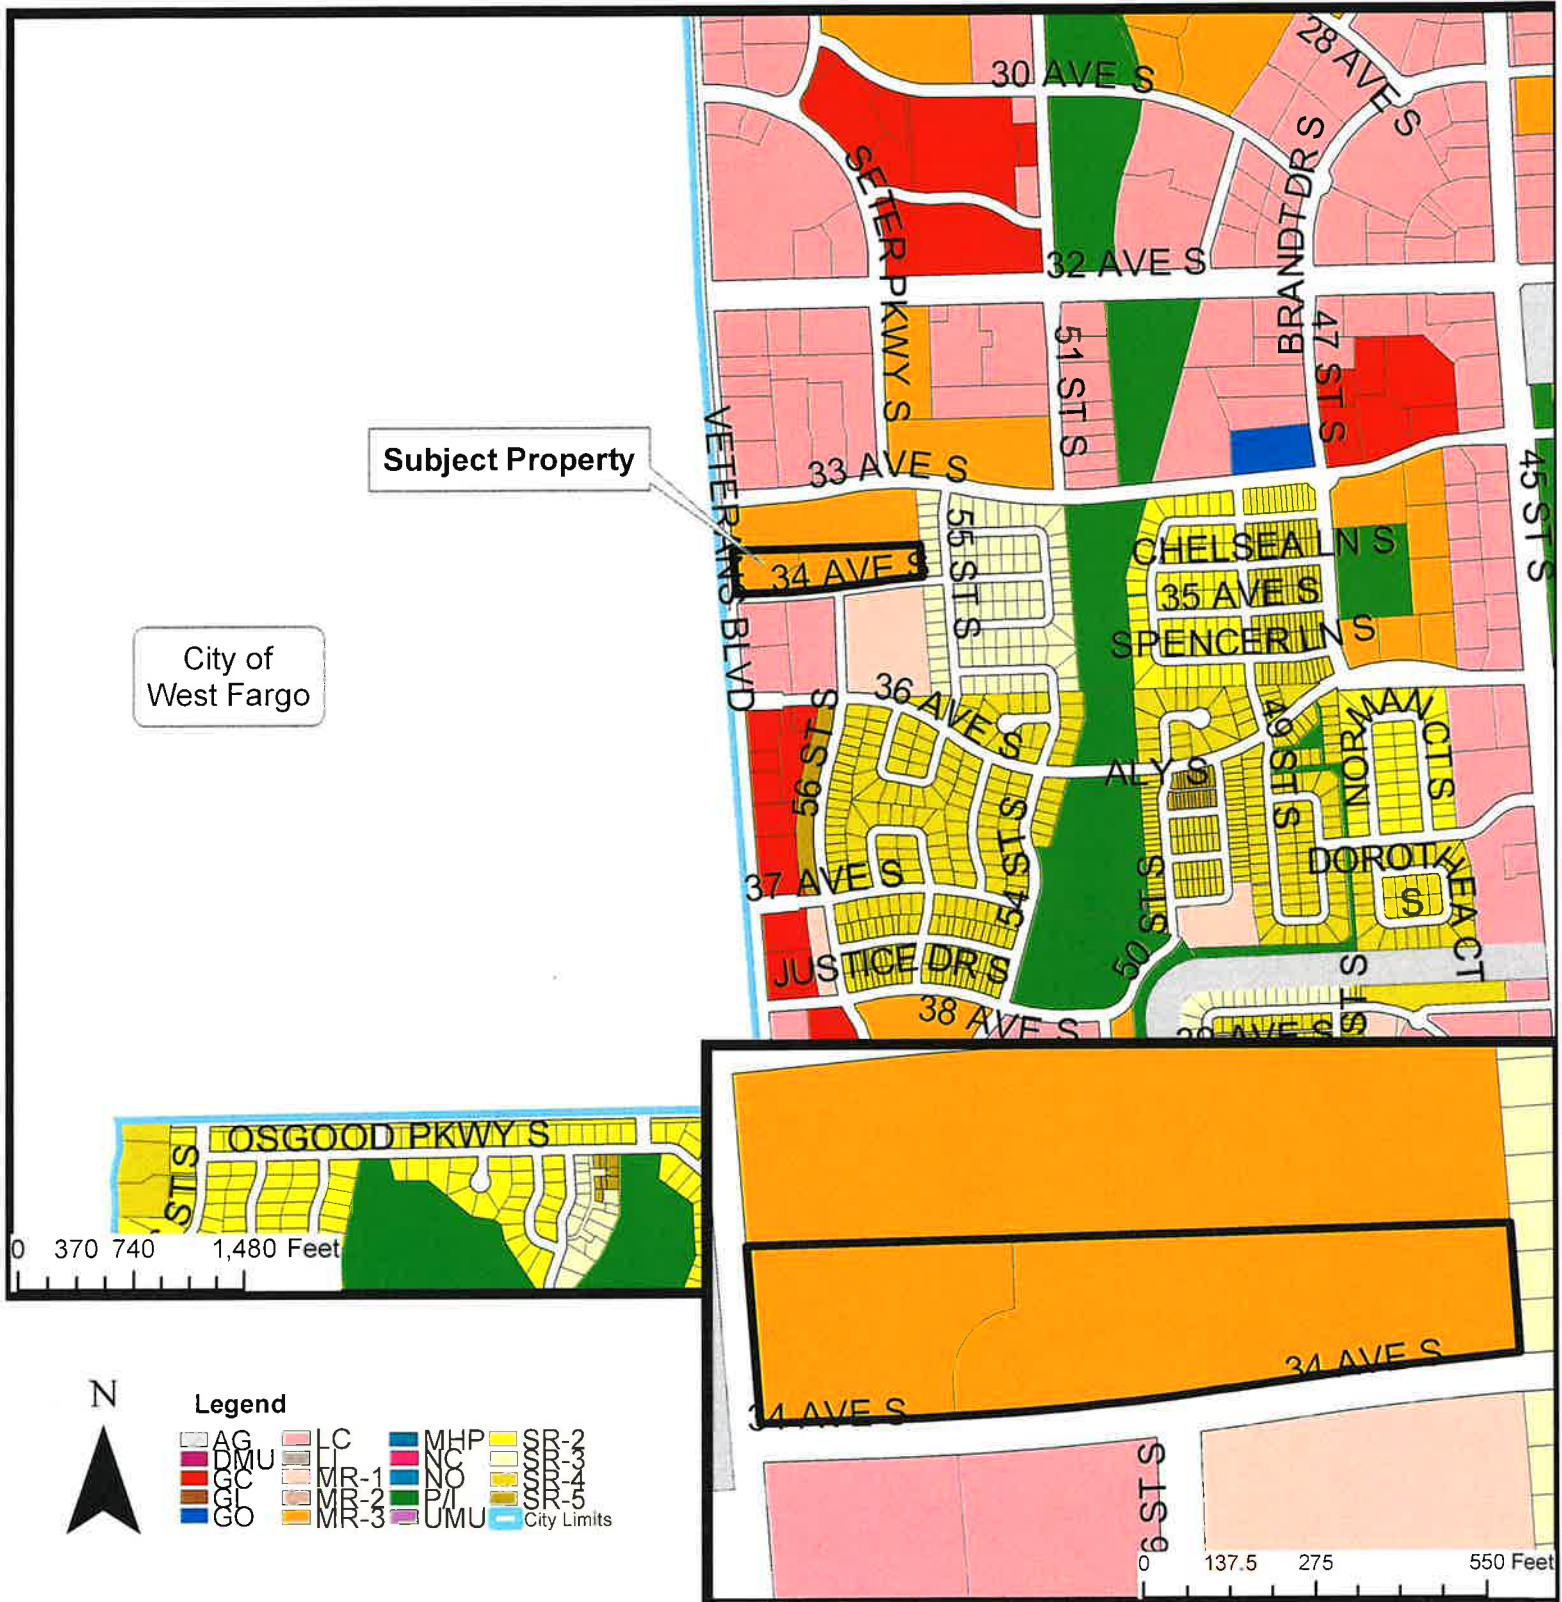 28 AVE S
30 AVE S
SETER PKWY S
BRANDT DR S
32 AVE S
51 ST S
47 ST S
VETERANS BLVD
Subject Property
33 AVE S
45 ST S
55 ST S
CHELSEA LN S
34 AVE S
35 AVE S
SPENCER LN S
City of
West Fargo
36 AVE S
56 ST S
49 ST S
NORMAN CT S
ALY S
54 ST S
DOROTHEA CT
S
37 AVE S
50 ST S
JUSTICE DR S
ST S
38 AVE S
39 AVE S
OSGOOD PKWY S
ST S
0 370 740 1,480 Feet
34 AVE S
34 AVE S
6 ST S
0 137.5 275 550 Feet
N
Legend
AG LC MHP SR-2
DMU LI NC SR-3
GC MR-1 NO SR-4
GI MR-2 P/I SR-5
GO MR-3 UMU City Limits